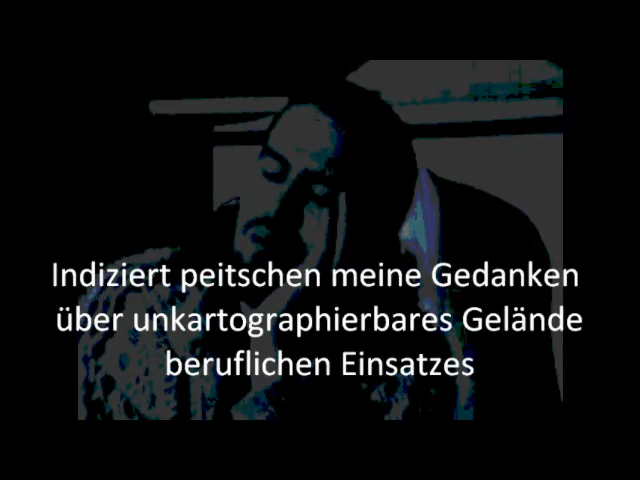 Indiziert peitschen meine Gedanken
über unkartographierbares Gelände
beruflichen Einsatzes